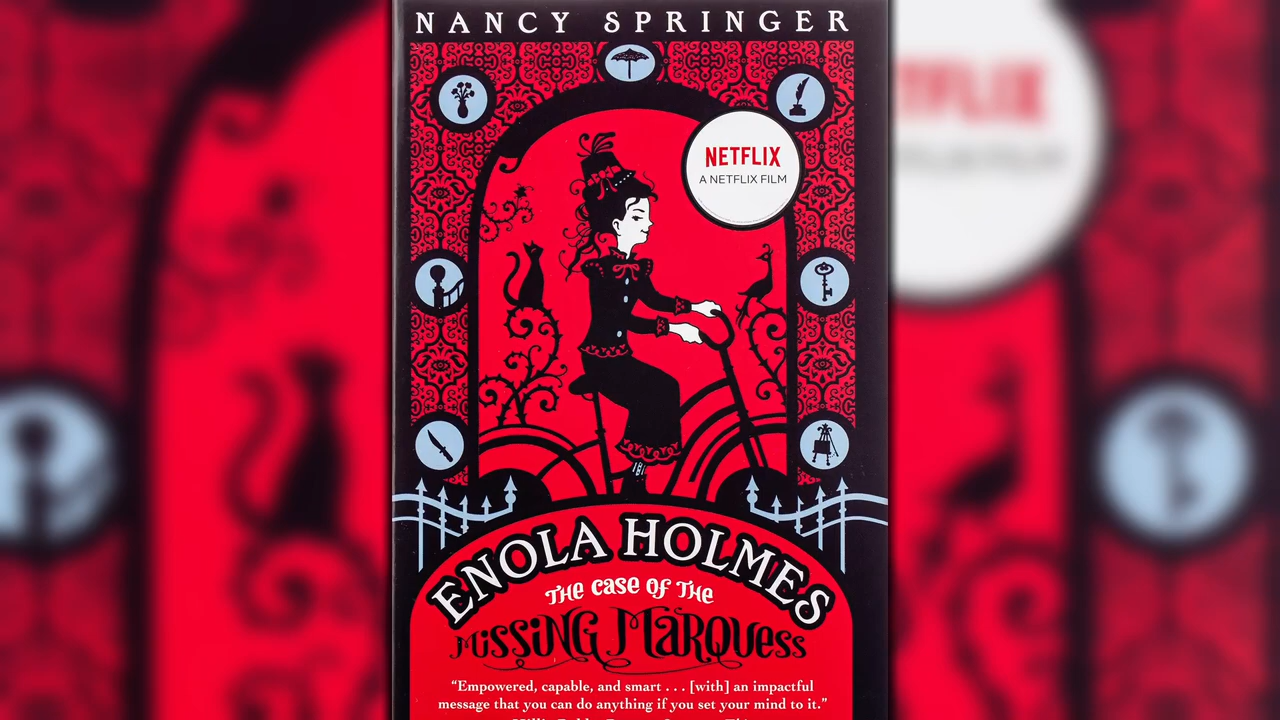 NANCY SPRINGER
NETFLIX
A NETFLIX FILM
ENOLA HOLMES
THE CASE OF THE
MISSING MARQUESS
“Empowered, capable, and smart . . . [with] an impactful
message that you can do anything if you set your mind to it.”